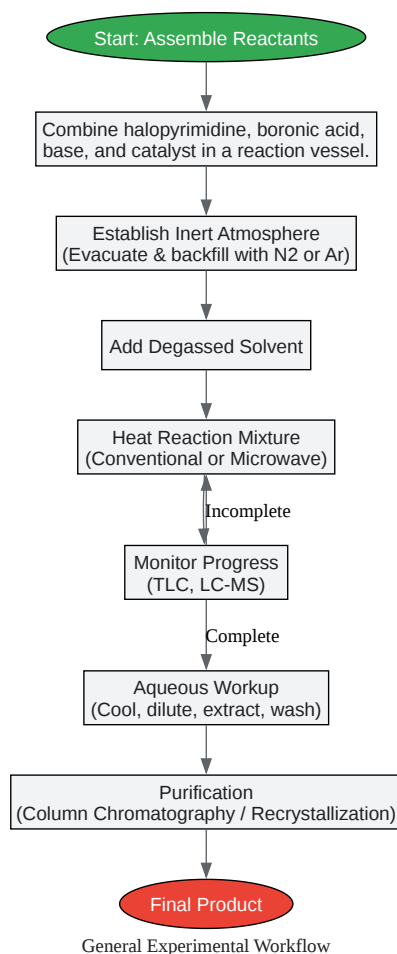 Start: Assemble Reactants
Combine halopyrimidine, boronic acid,
base, and catalyst in a reaction vessel.
Establish Inert Atmosphere
(Evacuate & backfill with N2 or Ar)
Add Degassed Solvent
Heat Reaction Mixture
(Conventional or Microwave)
Incomplete
Monitor Progress
(TLC, LC-MS)
Complete
Aqueous Workup
(Cool, dilute, extract, wash)
Purification
(Column Chromatography / Recrystallization)
Final Product
General Experimental Workflow